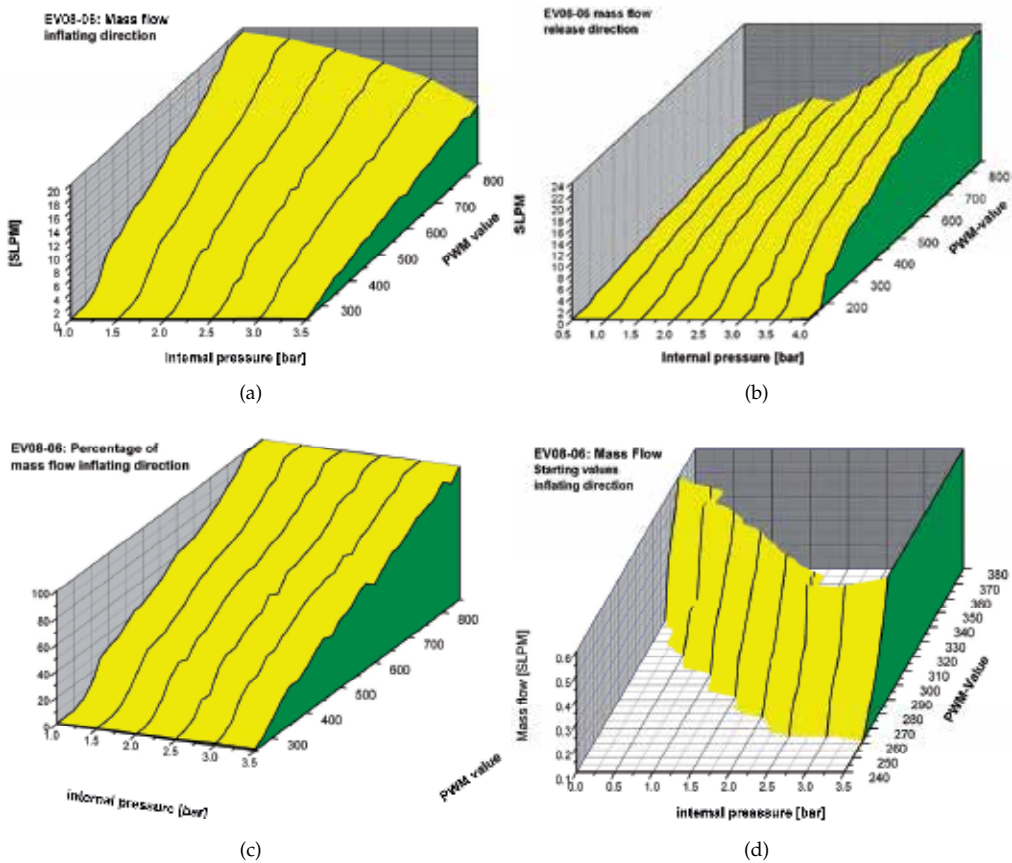 EV08-06: Mass flow
inflating direction
[SLPM]
20
18
16
14
12
10
8
6
4
2
0
1.0 1.5 2.0 2.5 3.0 3.5
300 400 500 600 700 800
PWM value
Internal pressure [bar]
(a)
EV08-06 mass flow
release direction
SLPM
24
22
20
18
16
14
12
10
8
6
4
2
0
0.5 1.0 1.5 2.0 2.5 3.0 3.5 4.0
200 300 400 600 700 800
PWM-value
Internal pressure [bar]
(b)
EV08-06: Percentage of
mass flow inflating direction
100
80
60
40
20
0
1.0 1.5 2.0 2.5 3.0 3.5
300 400 500 600 700 800
PWM value
internal pressure [bar]
(c)
EV08-06: Mass Flow
Starting values
inflating direction
Mass flow [SLPM]
0.6
0.5
0.4
0.3
0.2
0.1
0.0 0.5 1.0 1.5 2.0 2.5 3.0 3.5
240 250 260 270 280 290 300 310 320 330 340 350 360 370 380
PWM-Value
internal preasssure [bar]
(d)